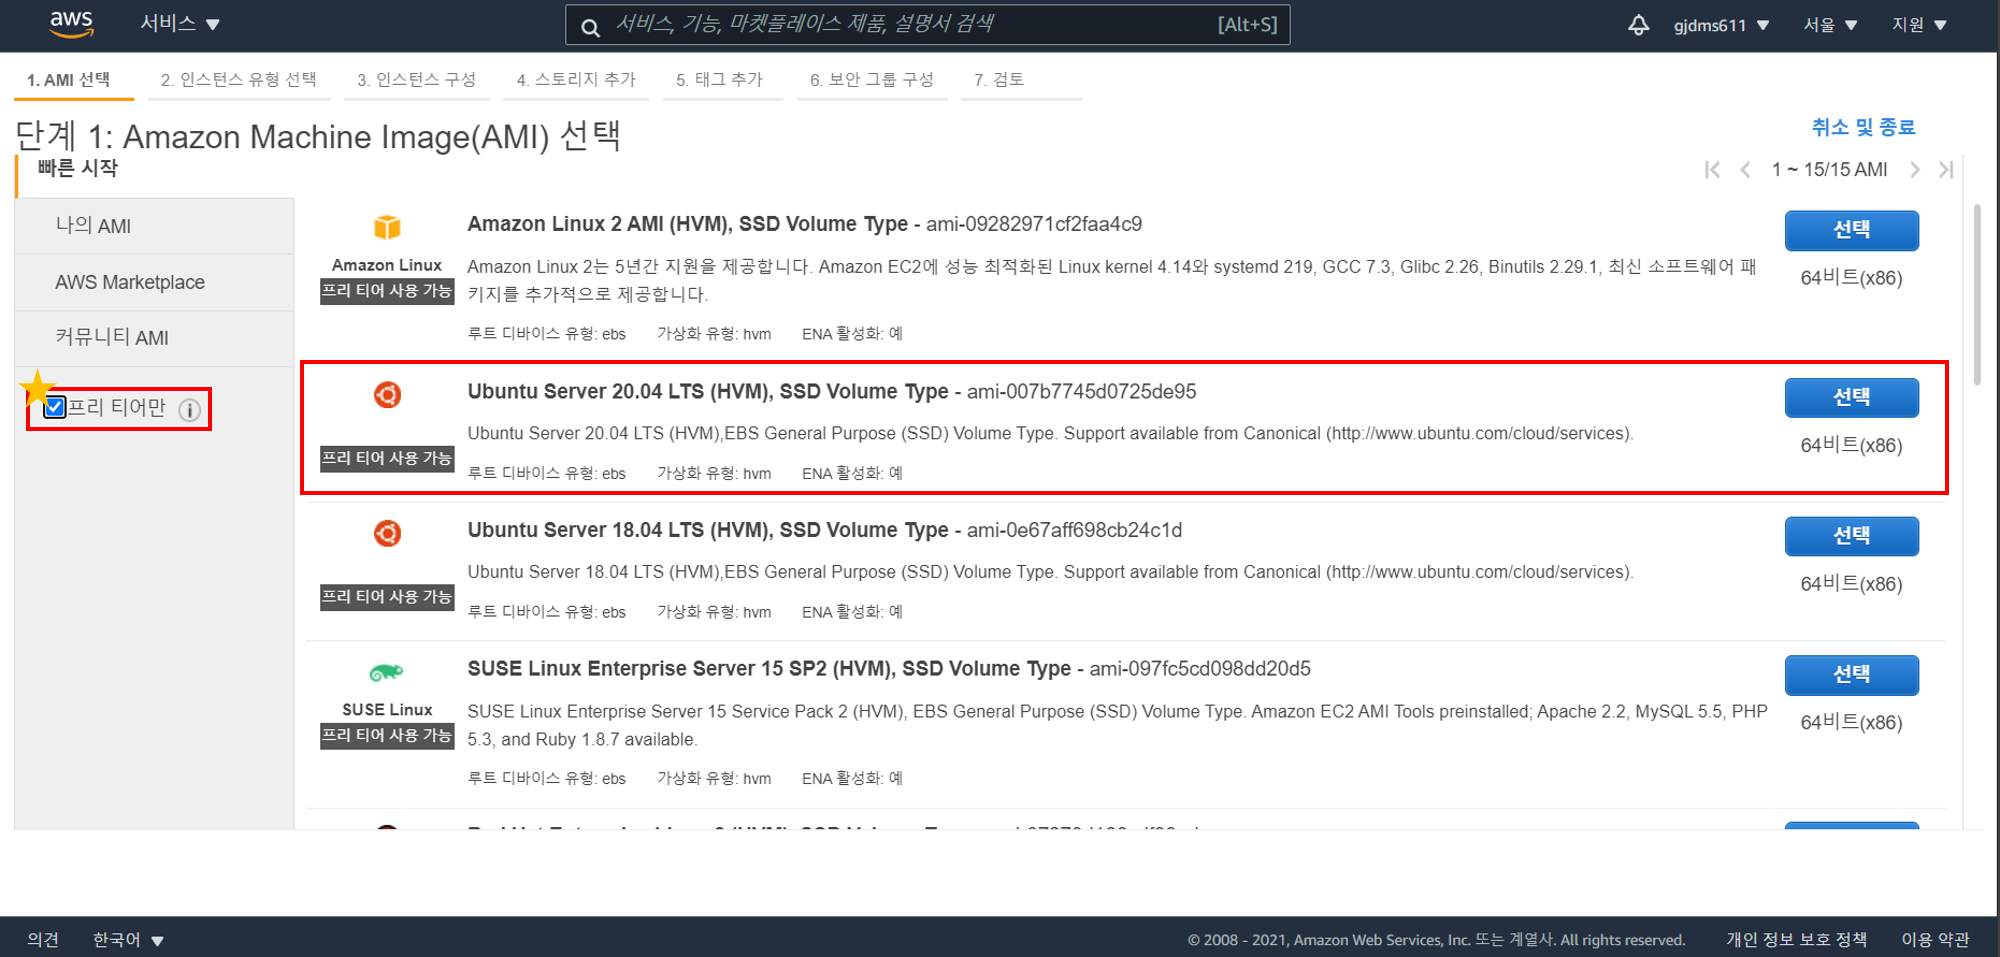 aws 서비스 ▼ 서비스, 기능, 마켓플레이스 제품, 설명서 검색 [Alt+S] gjdms611 ▼ 서울 ▼ 지원 ▼
1. AMI 선택 2. 인스턴스 유형 선택 3. 인스턴스 구성 4. 스토리지 추가 5. 태그 추가 6. 보안 그룹 구성 7. 검토
단계 1: Amazon Machine Image(AMI) 선택
취소 및 종료
빠른 시작
1 ~ 15/15 AMI
나의 AMI
AWS Marketplace
커뮤니티 AMI
프리 티어만
Amazon Linux
프리 티어 사용 가능
Amazon Linux 2 AMI (HVM), SSD Volume Type - ami-09282971cf2faa4c9
Amazon Linux 2는 5년간 지원을 제공합니다. Amazon EC2에 성능 최적화된 Linux kernel 4.14와 systemd 219, GCC 7.3, Glibc 2.26, Binutils 2.29.1, 최신 소프트웨어 패
키지를 추가적으로 제공합니다.
루트 디바이스 유형: ebs 가상화 유형: hvm ENA 활성화: 예
선택
64비트(x86)
프리 티어 사용 가능
Ubuntu Server 20.04 LTS (HVM), SSD Volume Type - ami-007b7745d0725de95
Ubuntu Server 20.04 LTS (HVM),EBS General Purpose (SSD) Volume Type. Support available from Canonical (http://www.ubuntu.com/cloud/services).
루트 디바이스 유형: ebs 가상화 유형: hvm ENA 활성화: 예
선택
64비트(x86)
프리 티어 사용 가능
Ubuntu Server 18.04 LTS (HVM), SSD Volume Type - ami-0e67aff698cb24c1d
Ubuntu Server 18.04 LTS (HVM),EBS General Purpose (SSD) Volume Type. Support available from Canonical (http://www.ubuntu.com/cloud/services).
루트 디바이스 유형: ebs 가상화 유형: hvm ENA 활성화: 예
선택
64비트(x86)
SUSE Linux
프리 티어 사용 가능
SUSE Linux Enterprise Server 15 SP2 (HVM), SSD Volume Type - ami-097fc5cd098dd20d5
SUSE Linux Enterprise Server 15 Service Pack 2 (HVM), EBS General Purpose (SSD) Volume Type. Amazon EC2 AMI Tools preinstalled; Apache 2.2, MySQL 5.5, PHP
5.3, and Ruby 1.8.7 available.
루트 디바이스 유형: ebs 가상화 유형: hvm ENA 활성화: 예
선택
64비트(x86)
의견 한국어 ▼ © 2008 - 2021, Amazon Web Services, Inc. 또는 계열사. All rights reserved. 개인 정보 보호 정책 이용 약관